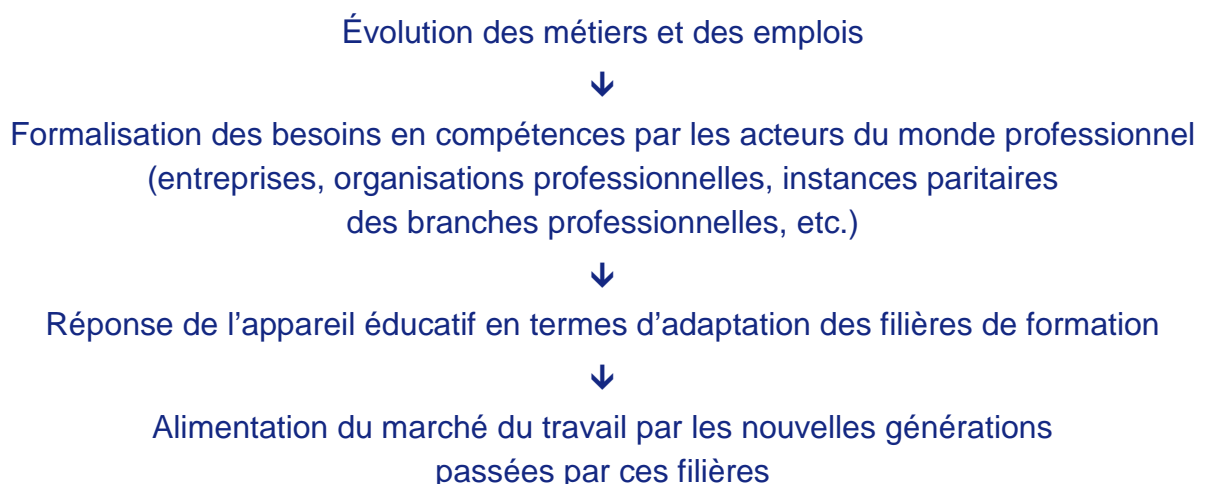 Évolution des métiers et des emplois
↓
Formalisation des besoins en compétences par les acteurs du monde professionnel
(entreprises, organisations professionnelles, instances paritaires
des branches professionnelles, etc.)
↓
Réponse de l’appareil éducatif en termes d’adaptation des filières de formation
↓
Alimentation du marché du travail par les nouvelles générations
passées par ces filières